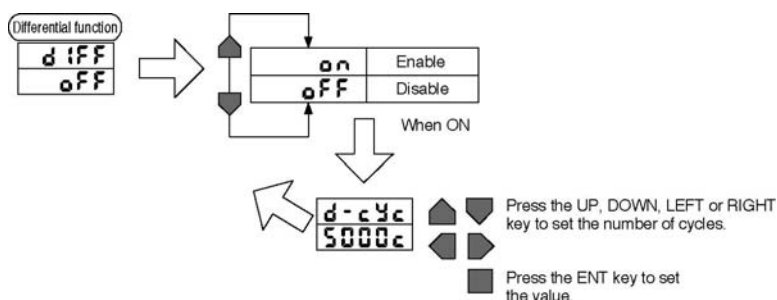 Differential function
dIFF
oFF
on Enable
oFF Disable
When ON
d-cYc
5000c
Press the UP, DOWN, LEFT or RIGHT
key to set the number of cycles.
Press the ENT key to set
the value.